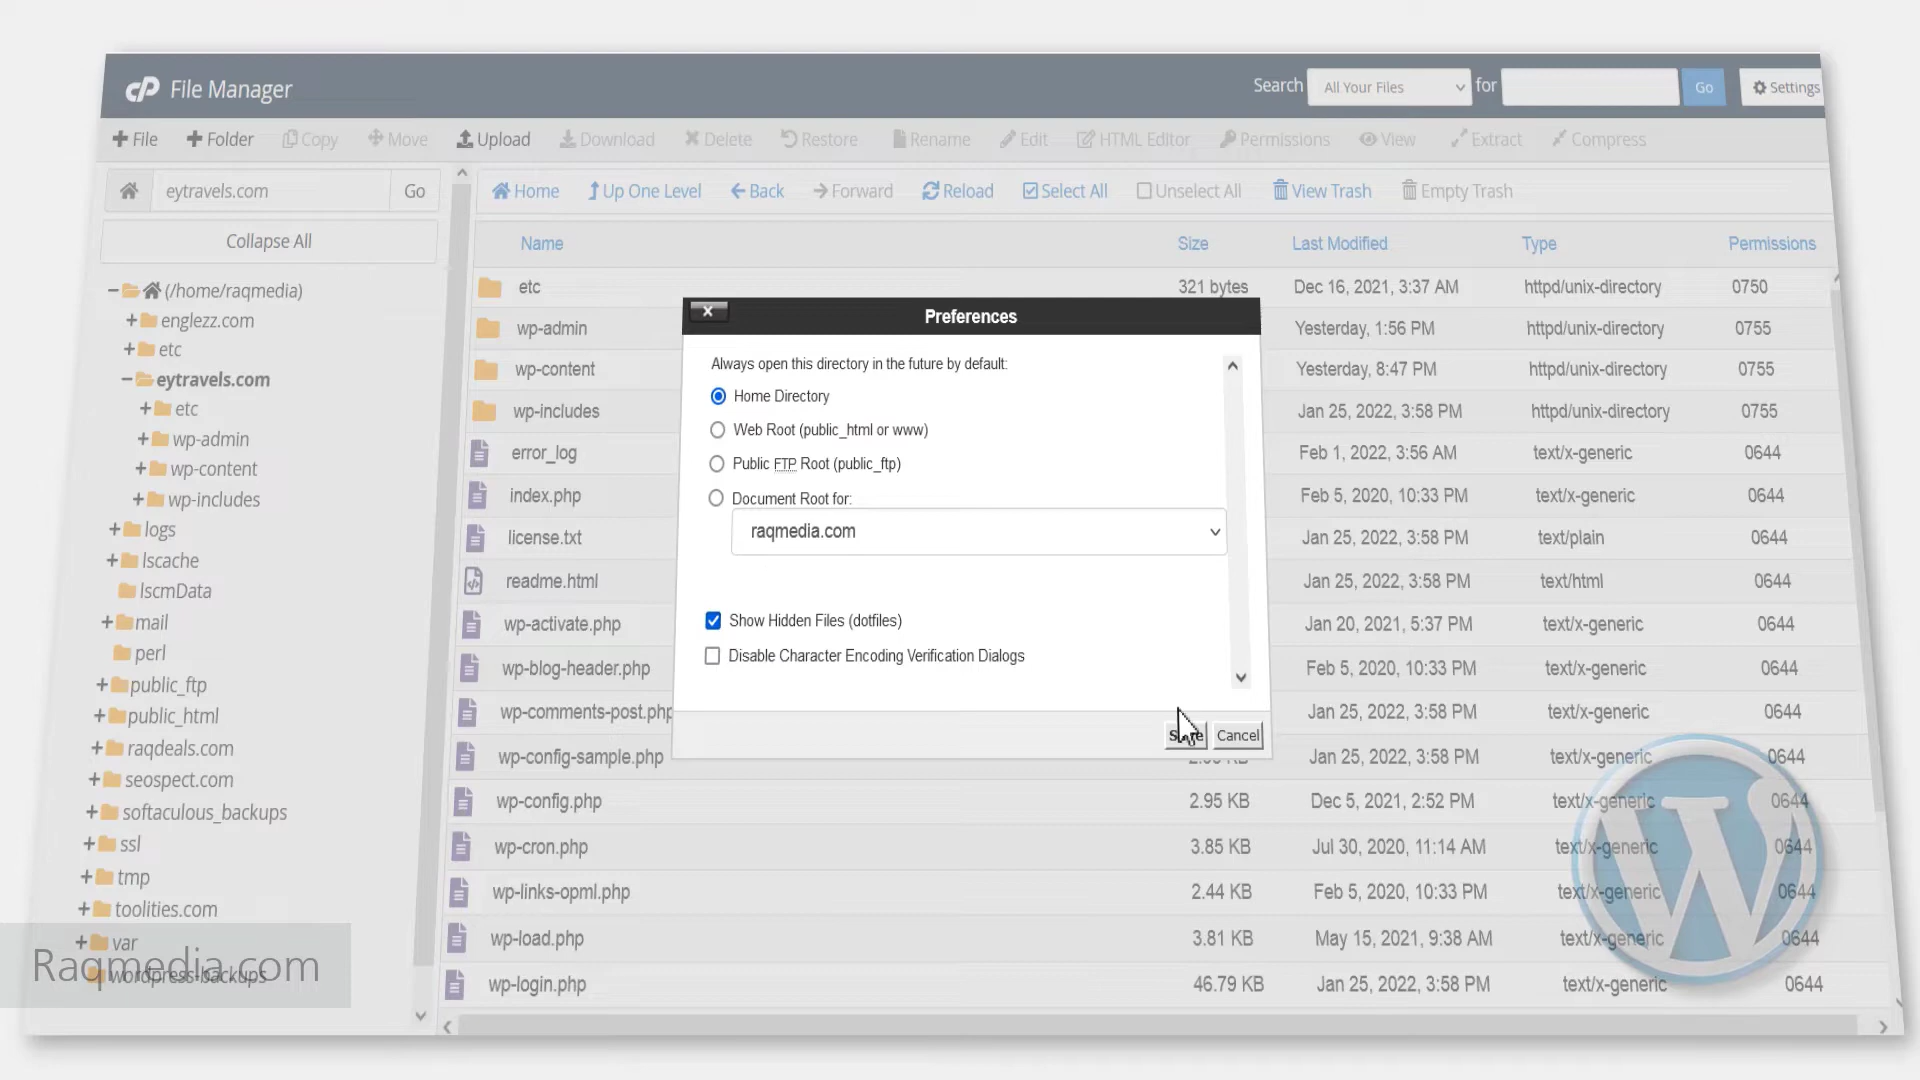 cP File Manager
Search All Your Files for Go Settings
File Folder Copy Move Upload Download Delete Restore Rename Edit HTML Editor Permissions View Extract Compress
eytravels.com Go
Home Up One Level Back Forward Reload Select All Unselect All View Trash Empty Trash
Collapse All
(/home/raqmedia)
englezz.com
etc
eytravels.com
etc
wp-admin
wp-content
wp-includes
logs
lscache
lscmData
mail
perl
public_ftp
public_html
raqdeals.com
seospect.com
softaculous_backups
ssl
tmp
toolities.com
var
wordpress-backups
Raqmedia.com
Name Size Last Modified Type Permissions
etc 321 bytes Dec 16, 2021, 3:37 AM httpd/unix-directory 0750
wp-admin Yesterday, 1:56 PM httpd/unix-directory 0755
wp-content Yesterday, 8:47 PM httpd/unix-directory 0755
wp-includes Jan 25, 2022, 3:58 PM httpd/unix-directory 0755
error_log Feb 1, 2022, 3:56 AM text/x-generic 0644
index.php Feb 5, 2020, 10:33 PM text/x-generic 0644
license.txt Jan 25, 2022, 3:58 PM text/plain 0644
readme.html Jan 25, 2022, 3:58 PM text/html 0644
wp-activate.php Jan 20, 2021, 5:37 PM text/x-generic 0644
wp-blog-header.php Feb 5, 2020, 10:33 PM text/x-generic 0644
wp-comments-post.php Jan 25, 2022, 3:58 PM text/x-generic 0644
wp-config-sample.php Jan 25, 2022, 3:58 PM text/x-generic 0644
wp-config.php 2.95 KB Dec 5, 2021, 2:52 PM text/x-generic 0644
wp-cron.php 3.85 KB Jul 30, 2020, 11:14 AM text/x-generic 0644
wp-links-opml.php 2.44 KB Feb 5, 2020, 10:33 PM text/x-generic 0644
wp-load.php 3.81 KB May 15, 2021, 9:38 AM text/x-generic 0644
wp-login.php 46.79 KB Jan 25, 2022, 3:58 PM text/x-generic 0644
Preferences
Always open this directory in the future by default:
Home Directory
Web Root (public_html or www)
Public FTP Root (public_ftp)
Document Root for:
raqmedia.com
Show Hidden Files (dotfiles)
Disable Character Encoding Verification Dialogs
Save Cancel
W